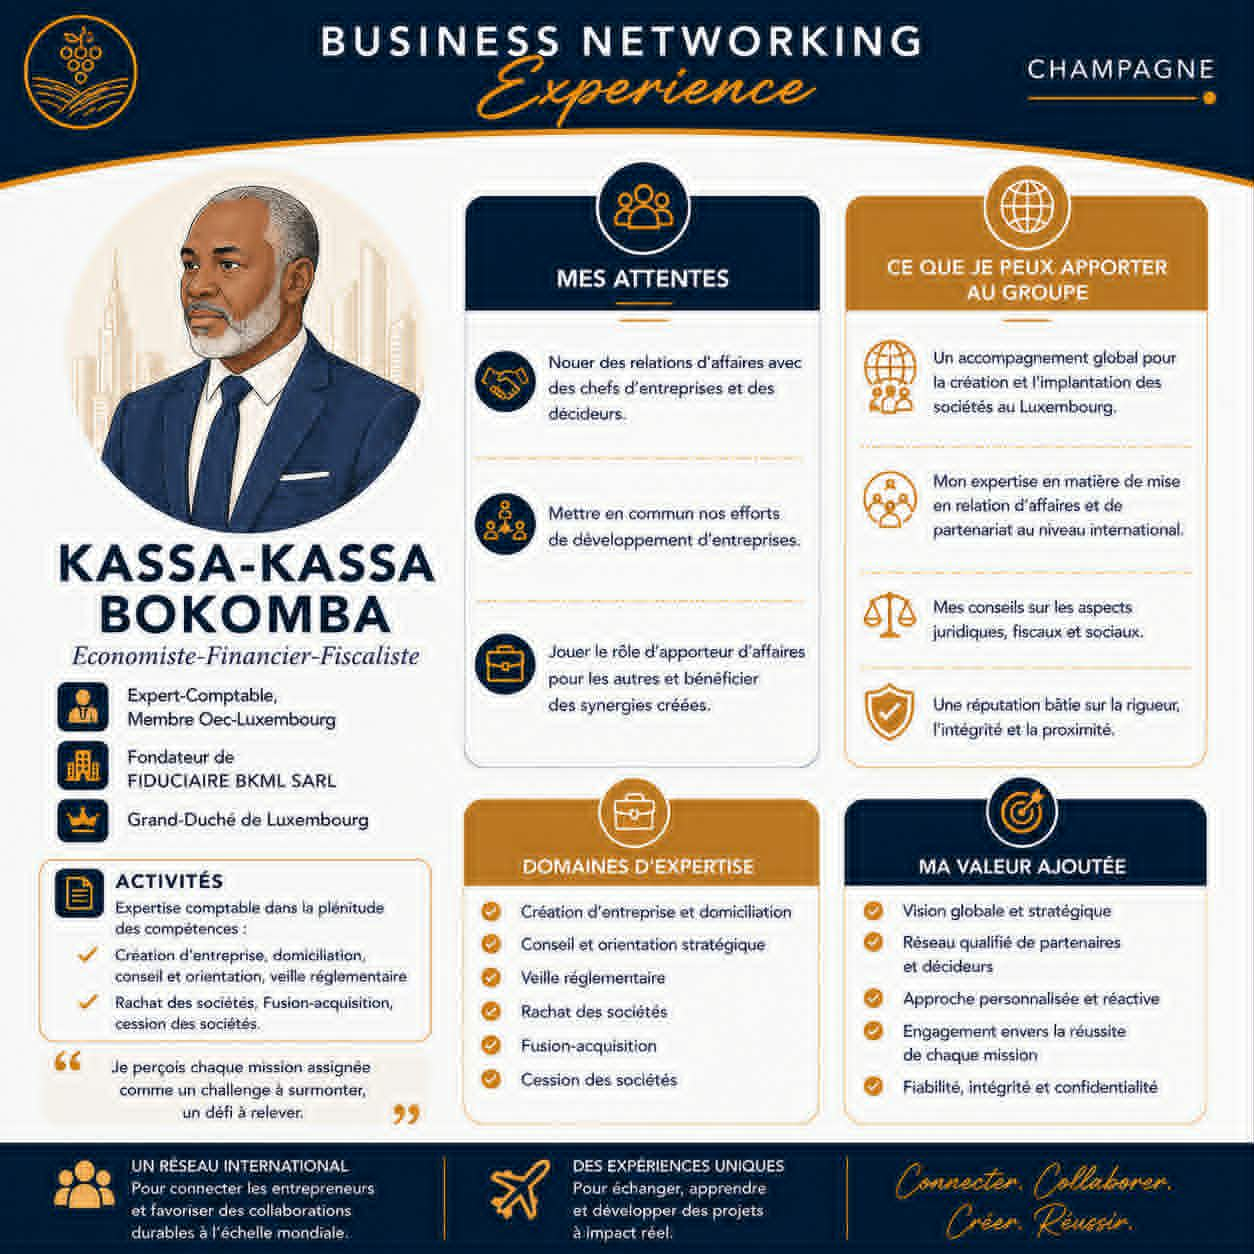 BUSINESS NETWORKING
Experience
CHAMPAGNE
KASSA-KASSA
BOKOMBA
Economiste-Financier-Fiscaliste
Expert-Comptable,
Membre Oec-Luxembourg
Fondateur de
FIDUCIAIRE BKML SARL
Grand-Duché de Luxembourg
ACTIVITÉS
Expertise comptable dans la plénitude
des compétences :
Création d'entreprise, domiciliation,
conseil et orientation, veille réglementaire
Rachat des sociétés, Fusion-acquisition,
cession des sociétés.
“ Je perçois chaque mission assignée
comme un challenge à surmonter,
un défi à relever. ”
MES ATTENTES
Nouer des relations d'affaires avec
des chefs d'entreprises et des
décideurs.
Mettre en commun nos efforts
de développement d'entreprises.
Jouer le rôle d'apporteur d'affaires
pour les autres et bénéficier
des synergies créées.
CE QUE JE PEUX APPORTER
AU GROUPE
Un accompagnement global pour
la création et l'implantation des
sociétés au Luxembourg.
Mon expertise en matière de mise
en relation d'affaires et de
partenariat au niveau international.
Mes conseils sur les aspects
juridiques, fiscaux et sociaux.
Une réputation bâtie sur la rigueur,
l'intégrité et la proximité.
DOMAINES D'EXPERTISE
Création d'entreprise et domiciliation
Conseil et orientation stratégique
Veille réglementaire
Rachat des sociétés
Fusion-acquisition
Cession des sociétés
MA VALEUR AJOUTÉE
Vision globale et stratégique
Réseau qualifié de partenaires
et décideurs
Approche personnalisée et réactive
Engagement envers la réussite
de chaque mission
Fiabilité, intégrité et confidentialité
UN RÉSEAU INTERNATIONAL
Pour connecter les entrepreneurs
et favoriser des collaborations
durables à l'échelle mondiale.
DES EXPÉRIENCES UNIQUES
Pour échanger, apprendre
et développer des projets
à impact réel.
Connecter. Collaborer.
Créer. Réussir.